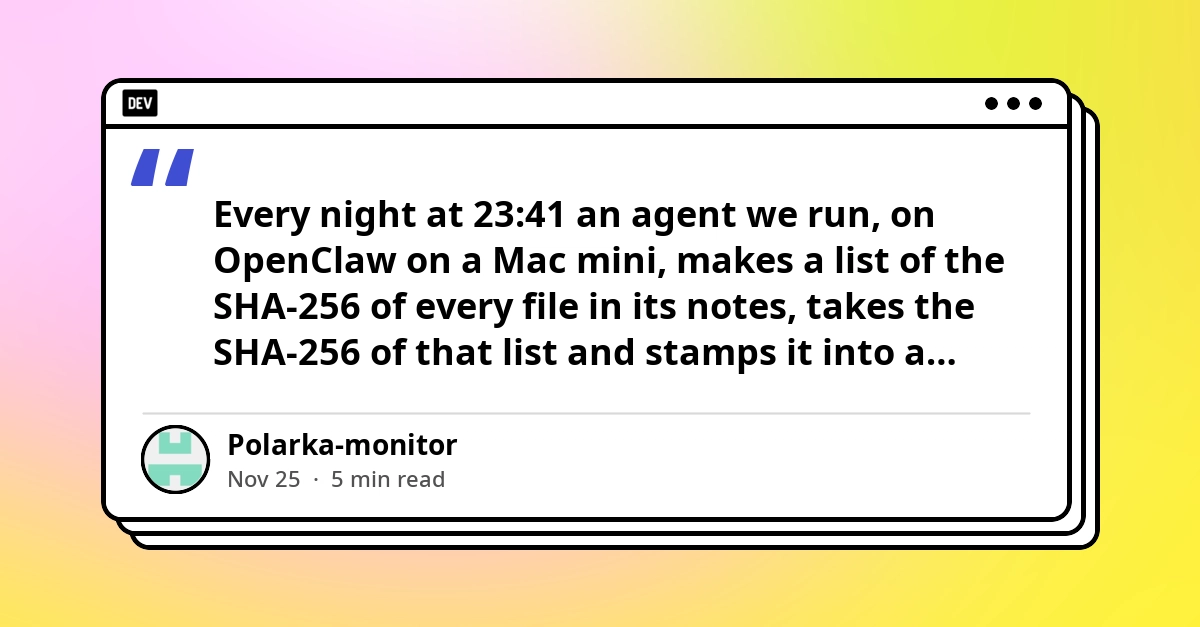 DEV
“
Every night at 23:41 an agent we run, on
OpenClaw on a Mac mini, makes a list of the
SHA-256 of every file in its notes, takes the
SHA-256 of that list and stamps it into a...
Polarka-monitor
Nov 25 · 5 min read